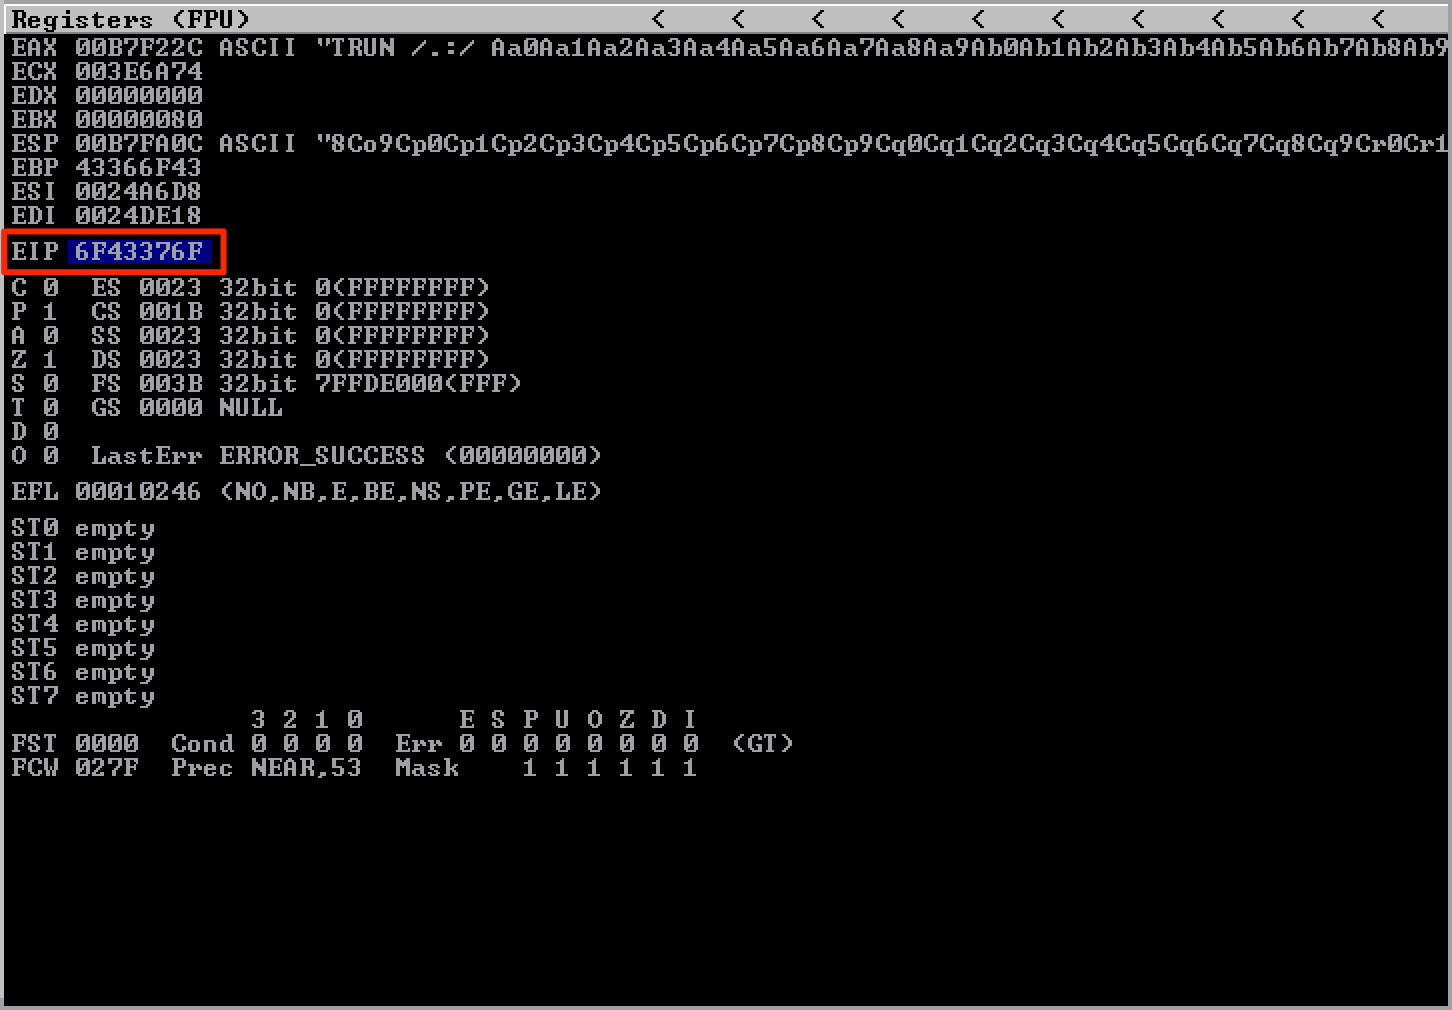 Registers (FPU) < < < < < < < < < <
EAX 00B7F22C ASCII "TRUN /.:/ Aa0Aa1Aa2Aa3Aa4Aa5Aa6Aa7Aa8Aa9Ab0Ab1Ab2Ab3Ab4Ab5Ab6Ab7Ab8Ab9
ECX 003E6A74
EDX 00000000
EBX 00000080
ESP 00B7FA0C ASCII "8Co9Cp0Cp1Cp2Cp3Cp4Cp5Cp6Cp7Cp8Cp9Cq0Cq1Cq2Cq3Cq4Cq5Cq6Cq7Cq8Cq9Cr0Cr1
EBP 43366F43
ESI 0024A6D8
EDI 0024DE18
EIP 6F43376F
C 0 ES 0023 32bit 0(FFFFFFFF)
P 1 CS 001B 32bit 0(FFFFFFFF)
A 0 SS 0023 32bit 0(FFFFFFFF)
Z 1 DS 0023 32bit 0(FFFFFFFF)
S 0 FS 003B 32bit 7FFDE000(FFF)
T 0 GS 0000 NULL
D 0
O 0 LastErr ERROR_SUCCESS (00000000)
EFL 00010246 (NO,NB,E,BE,NS,PE,GE,LE)
ST0 empty
ST1 empty
ST2 empty
ST3 empty
ST4 empty
ST5 empty
ST6 empty
ST7 empty
3 2 1 0 E S P U O Z D I
FST 0000 Cond 0 0 0 0 Err 0 0 0 0 0 0 0 0 (GT)
FCW 027F Prec NEAR,53 Mask 1 1 1 1 1 1